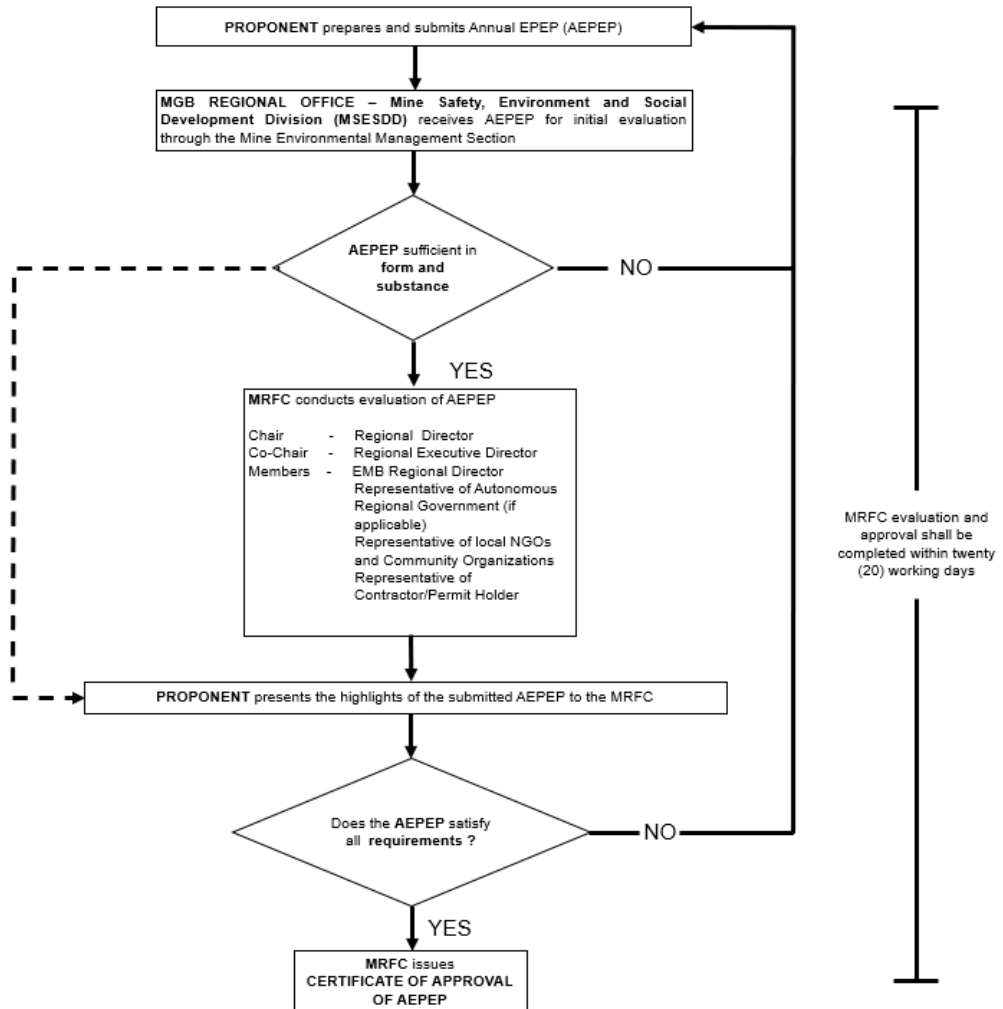 PROPONENT prepares and submits Annual EPEP (AEPEP)
MGB REGIONAL OFFICE – Mine Safety, Environment and Social
Development Division (MSESDD) receives AEPEP for initial evaluation
through the Mine Environmental Management Section
AEPEP sufficient in
form and
substance
NO
YES
MRFC conducts evaluation of AEPEP
Chair - Regional Director
Co-Chair - Regional Executive Director
Members - EMB Regional Director
Representative of Autonomous
Regional Government (if
applicable)
Representative of local NGOs
and Community Organizations
Representative of
Contractor/Permit Holder
MRFC evaluation and
approval shall be
completed within twenty
(20) working days
PROPONENT presents the highlights of the submitted AEPEP to the MRFC
Does the AEPEP satisfy
all requirements ?
NO
YES
MRFC issues
CERTIFICATE OF APPROVAL
OF AEPEP